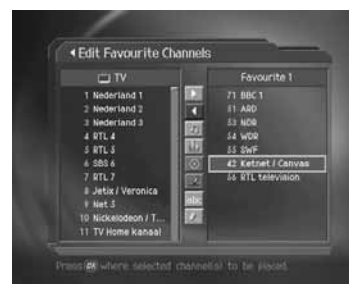 Edit Favourite Channels
TV
1 Nederland 1
2 Nederland 2
3 Nederland 3
4 RTL 4
5 RTL 5
6 SBS 6
7 RTL 7
8 Jetix / Veronica
9 Net 5
10 Nickelodeon / T...
11 TV Home kanaal
abc
Favourite 1
71 BBC 1
51 ARD
53 NDR
54 WDR
55 SWF
42 Ketnet / Canvas
56 RTL television
Press OK where selected channel(s) to be placed.